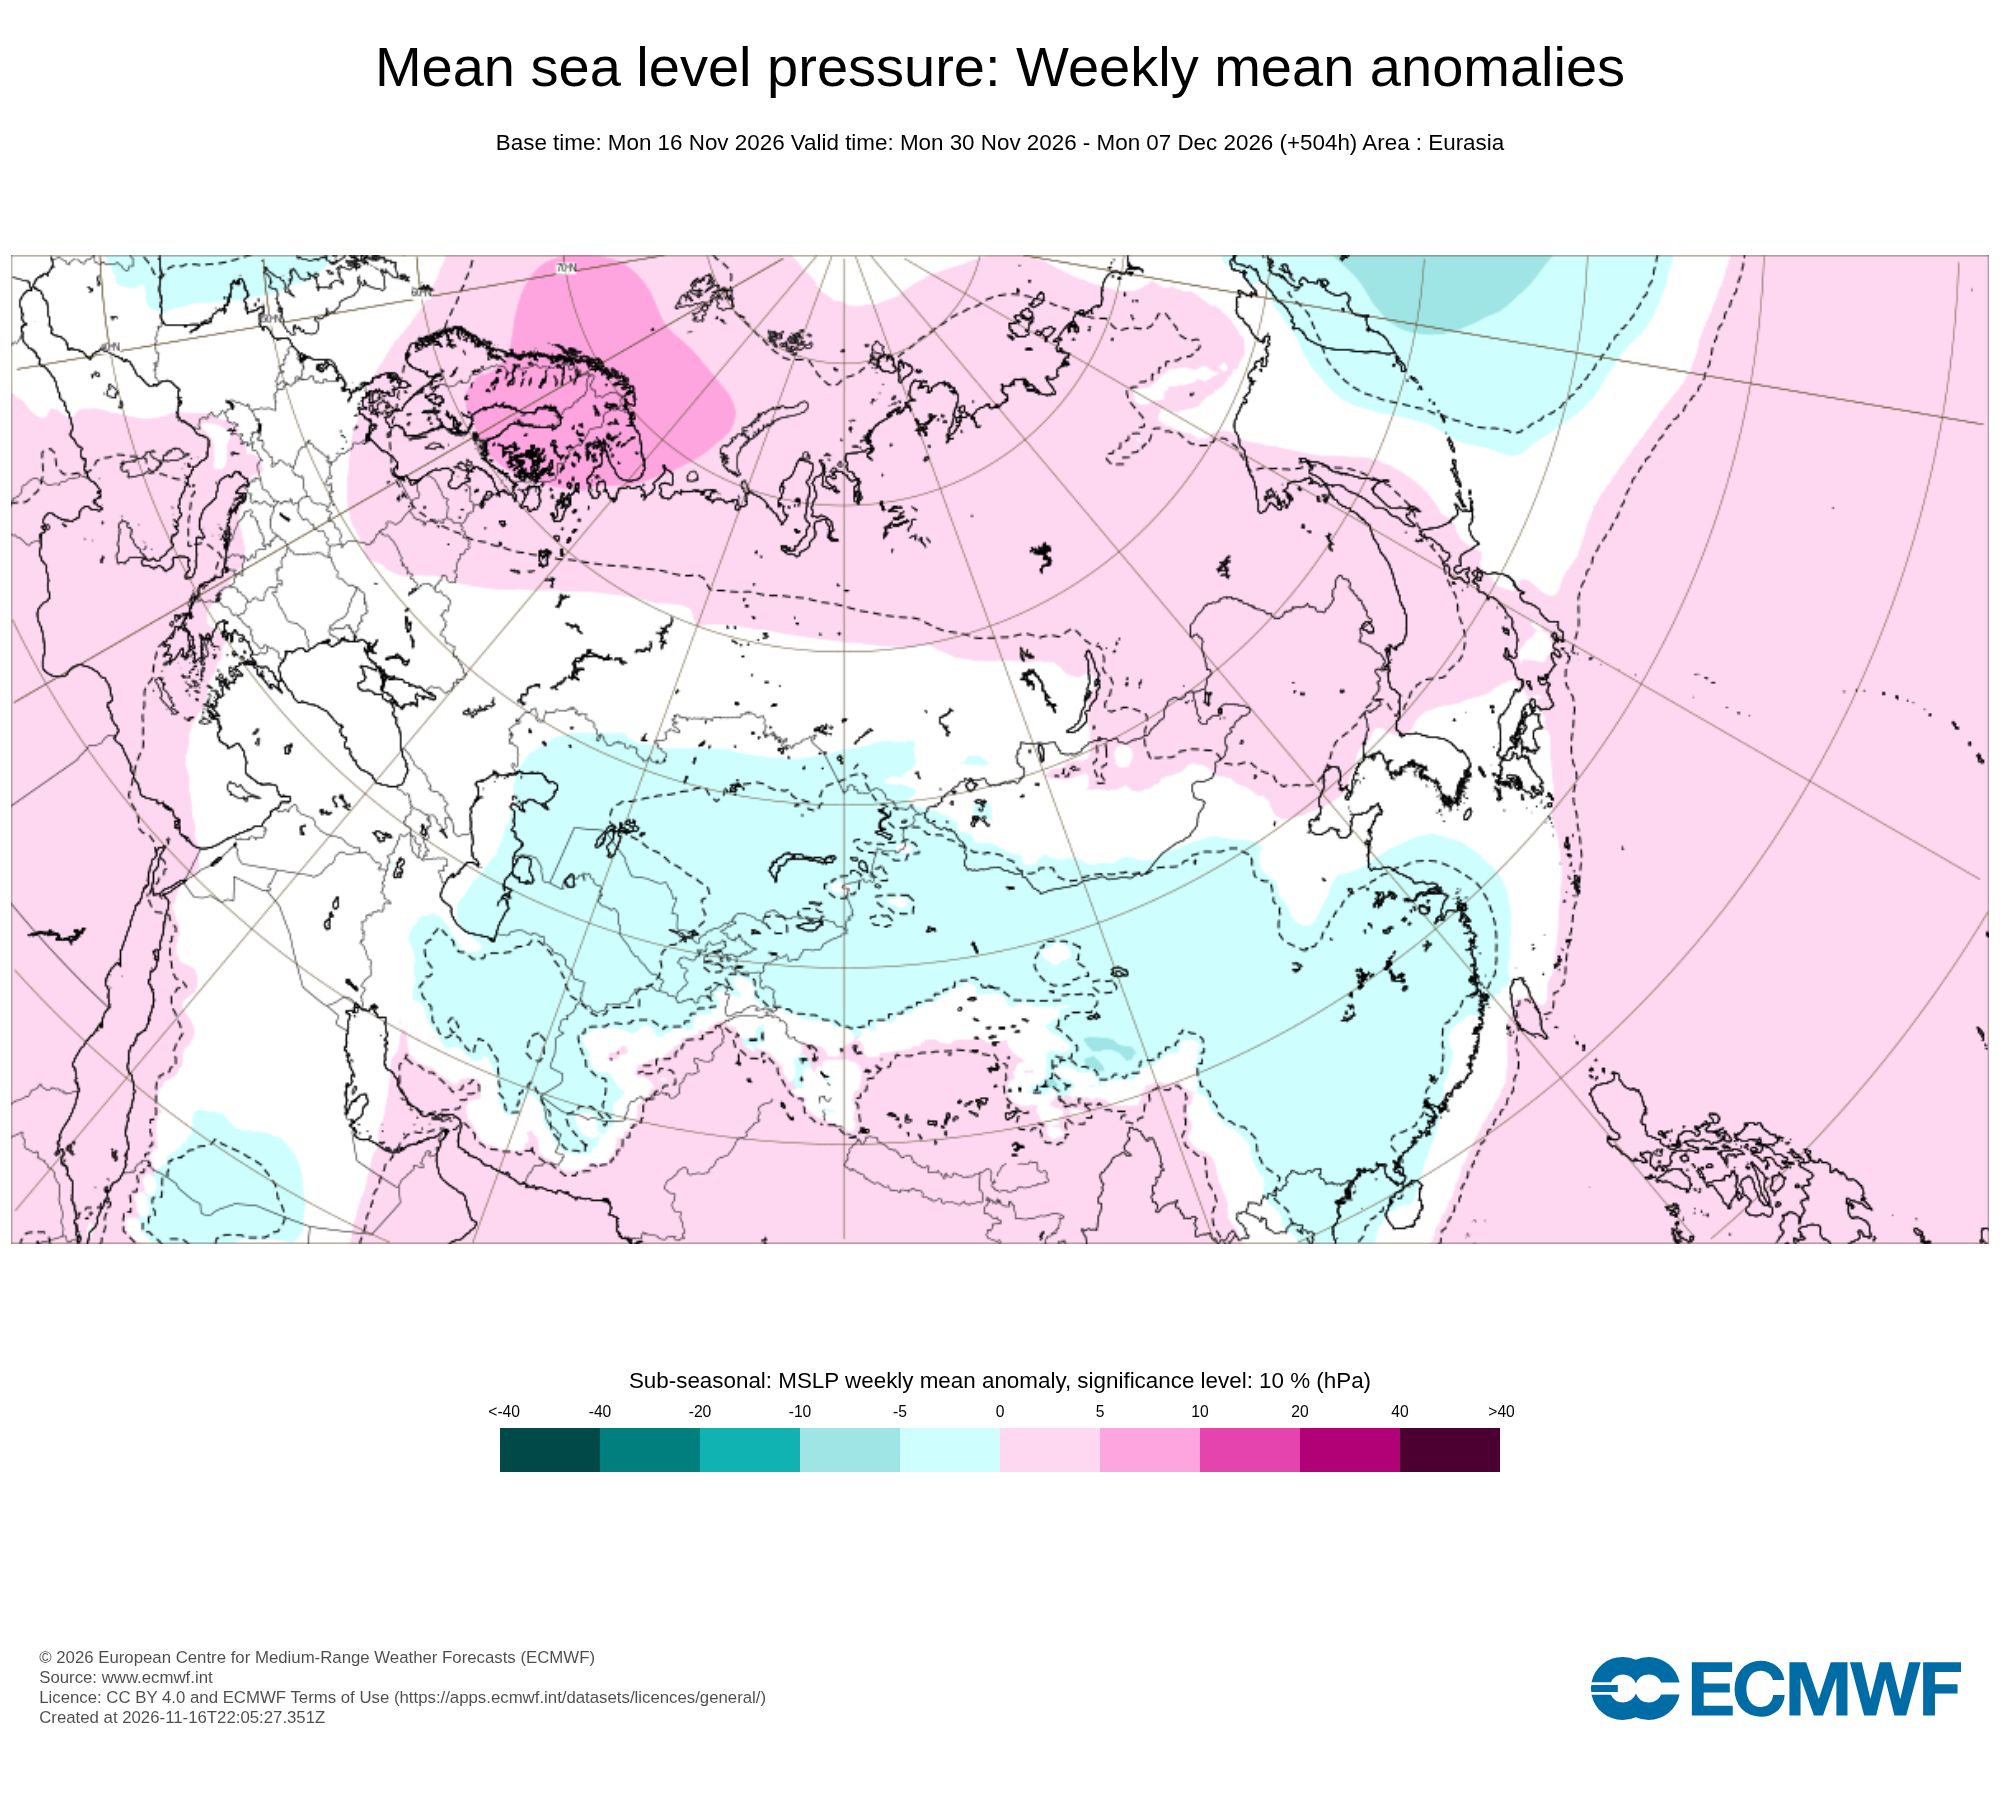 Mean sea level pressure: Weekly mean anomalies
Base time: Mon 16 Nov 2026 Valid time: Mon 30 Nov 2026 - Mon 07 Dec 2026 (+504h) Area : Eurasia
70°N
60°N
Sub-seasonal: MSLP weekly mean anomaly, significance level: 10 % (hPa)
<-40 -40 -20 -10 -5 0 5 10 20 40 >40
© 2026 European Centre for Medium-Range Weather Forecasts (ECMWF)
Source: www.ecmwf.int
Licence: CC BY 4.0 and ECMWF Terms of Use (https://apps.ecmwf.int/datasets/licences/general/)
Created at 2026-11-16T22:05:27.351Z
ECMWF